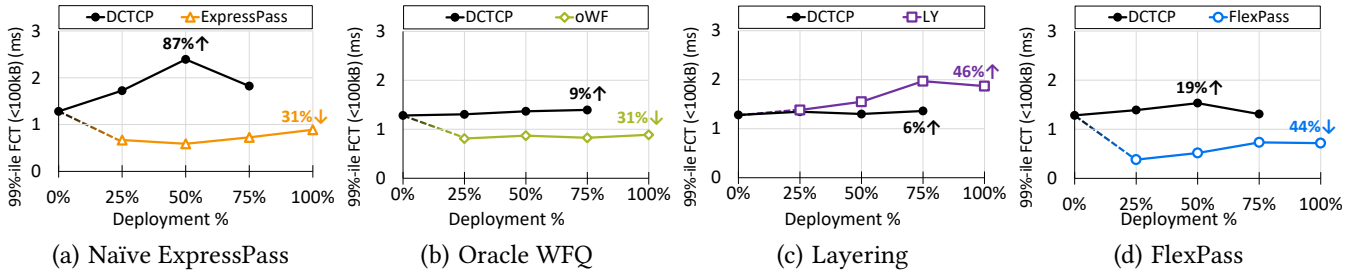 DCTCP ExpressPass
99%-ile FCT (<100kB) (ms)
3
2
1
0
87%↑
31%↓
0% 25% 50% 75% 100%
Deployment %
(a) Naïve ExpressPass
DCTCP oWF
99%-ile FCT (<100kB) (ms)
3
2
1
0
9%↑
31%↓
0% 25% 50% 75% 100%
Deployment %
(b) Oracle WFQ
DCTCP LY
99%-ile FCT (<100kB) (ms)
3
2
1
0
46%↑
6%↑
0% 25% 50% 75% 100%
Deployment %
(c) Layering
DCTCP FlexPass
99%-ile FCT (<100kB) (ms)
3
2
1
0
19%↑
44%↓
0% 25% 50% 75% 100%
Deployment %
(d) FlexPass